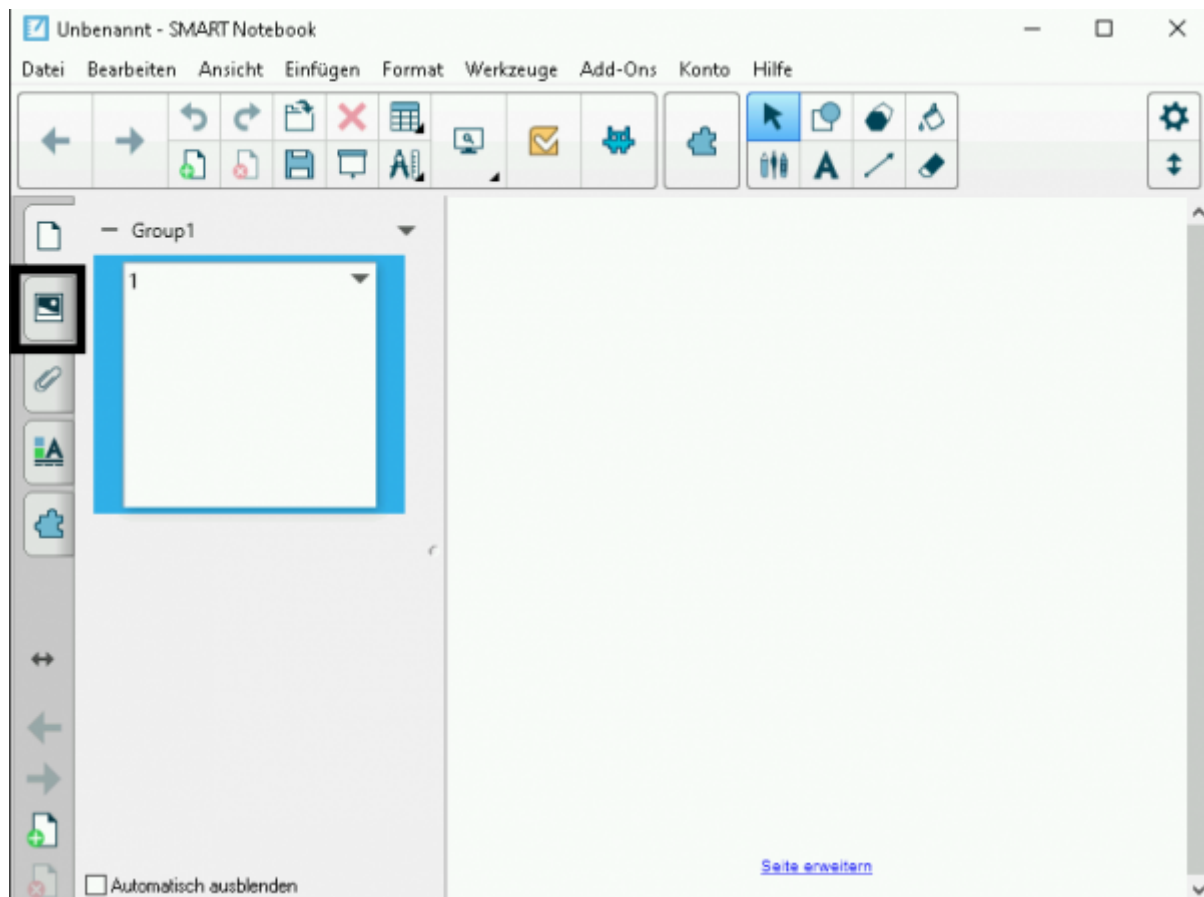 Unbenannt - SMART Notebook
Datei Bearbeiten Ansicht Einfügen Format Werkzeuge Add-Ons Konto Hilfe
Group1
1
Seite erweitern
Automatisch ausblenden